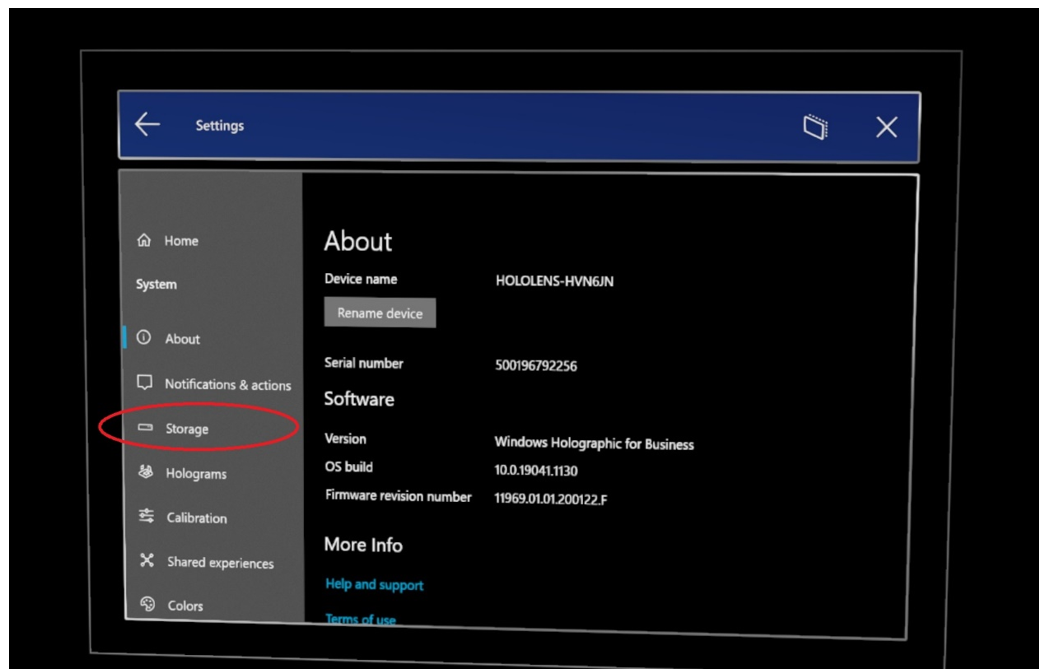 Settings
Home
System
About
Notifications & actions
Storage
Holograms
Calibration
Shared experiences
Colors
About
Device name HOLOLENS-HVN6JN
Rename device
Serial number 500196792256
Software
Version Windows Holographic for Business
OS build 10.0.19041.1130
Firmware revision number 11969.01.01.200122.F
More Info
Help and support
Terms of use